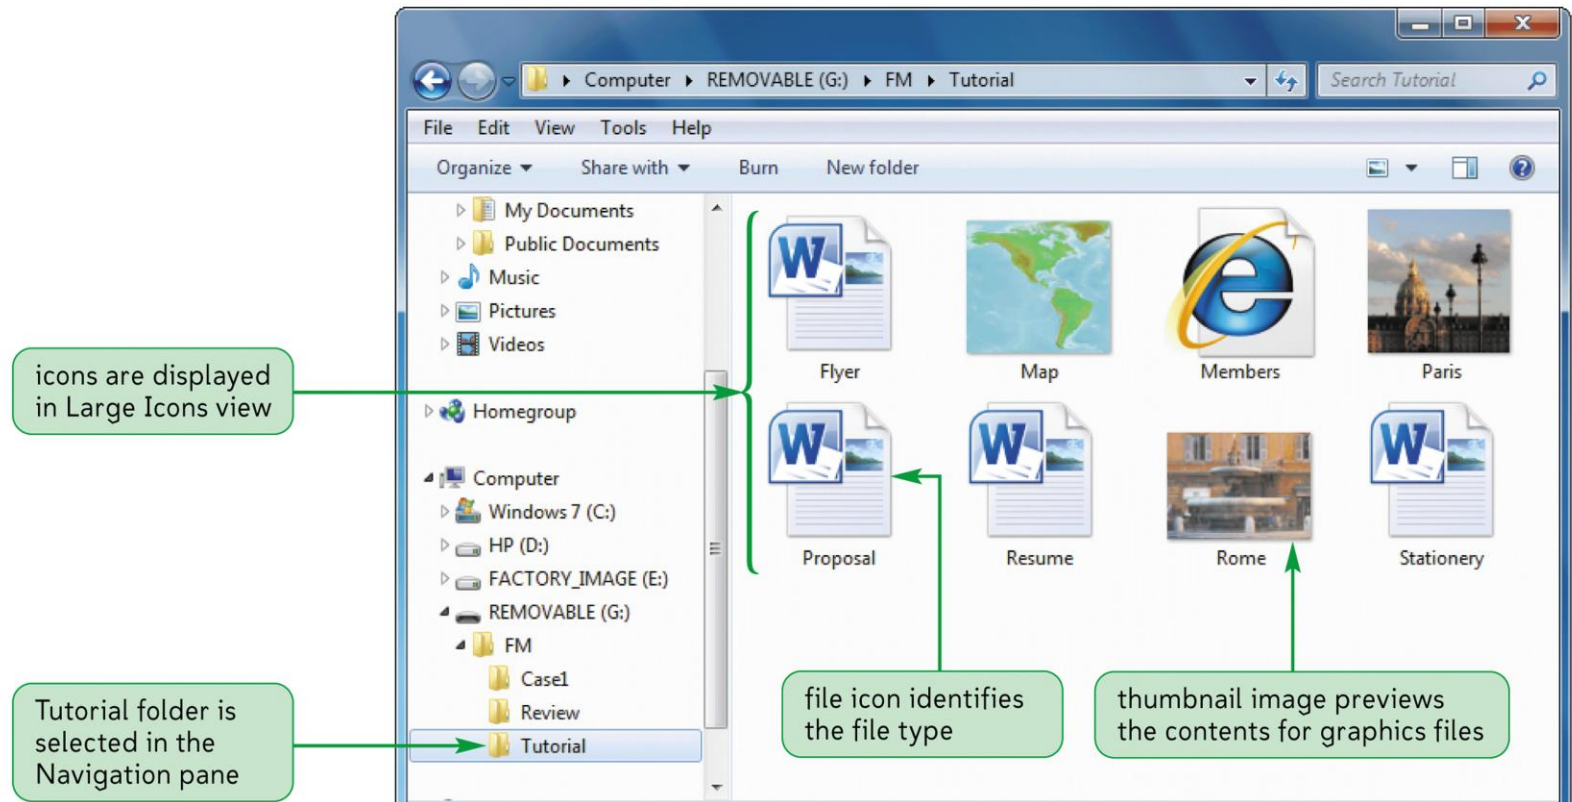 Computer ▸ REMOVABLE (G:) ▸ FM ▸ Tutorial
Search Tutorial
File Edit View Tools Help
Organize Share with Burn New folder
My Documents
Public Documents
Music
Pictures
Videos
Homegroup
Computer
Windows 7 (C:)
HP (D:)
FACTORY_IMAGE (E:)
REMOVABLE (G:)
FM
Case1
Review
Tutorial
Flyer Map Members Paris
Proposal Resume Rome Stationery
icons are displayed
in Large Icons view
Tutorial folder is
selected in the
Navigation pane
file icon identifies
the file type
thumbnail image previews
the contents for graphics files